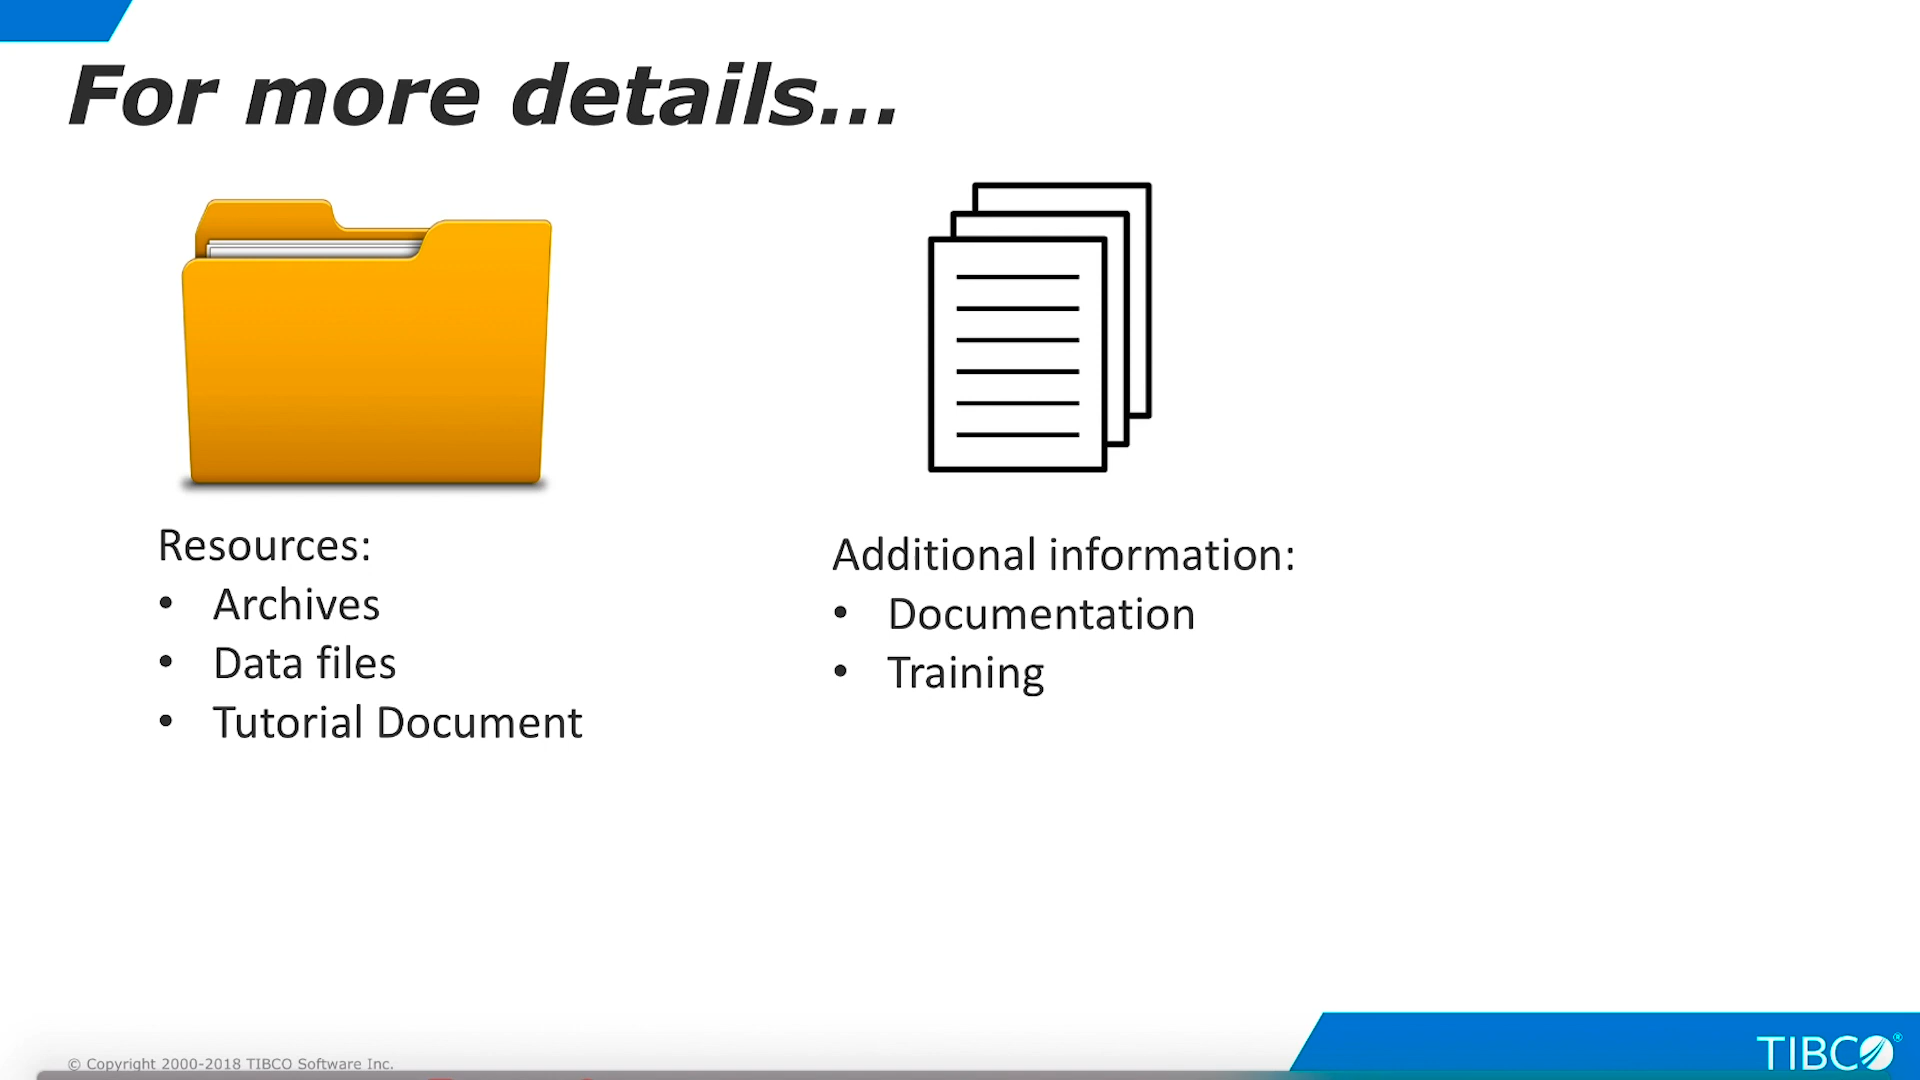 For more details...
Resources:
• Archives
• Data files
• Tutorial Document
Additional information:
• Documentation
• Training
© Copyright 2000-2018 TIBCO Software Inc.
TIBCO®